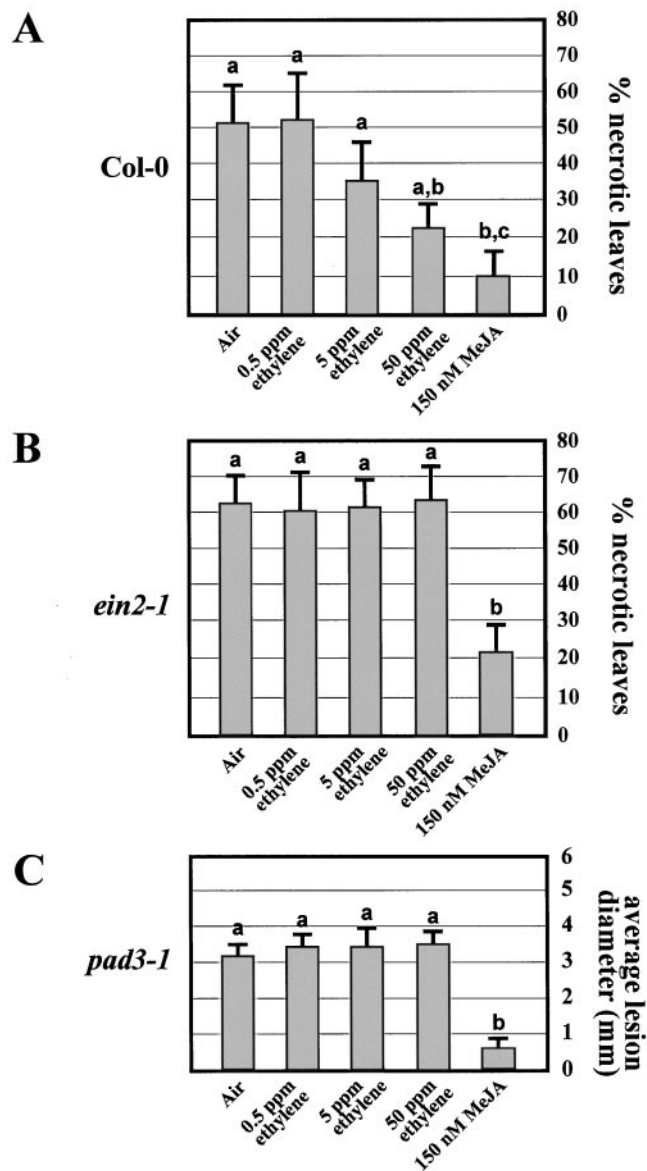 A
Col-0
a
a
a
a,b
b,c
80
70
60
50
40
30
20
10
0
% necrotic leaves
Air
0.5 ppm
ethylene
5 ppm
ethylene
50 ppm
ethylene
150 nM MeJA
B
ein2-1
a
a
a
a
b
80
70
60
50
40
30
20
10
0
% necrotic leaves
Air
0.5 ppm
ethylene
5 ppm
ethylene
50 ppm
ethylene
150 nM MeJA
C
pad3-1
a
a
a
a
b
6
5
4
3
2
1
0
average lesion
diameter (mm)
Air
0.5 ppm
ethylene
5 ppm
ethylene
50 ppm
ethylene
150 nM MeJA